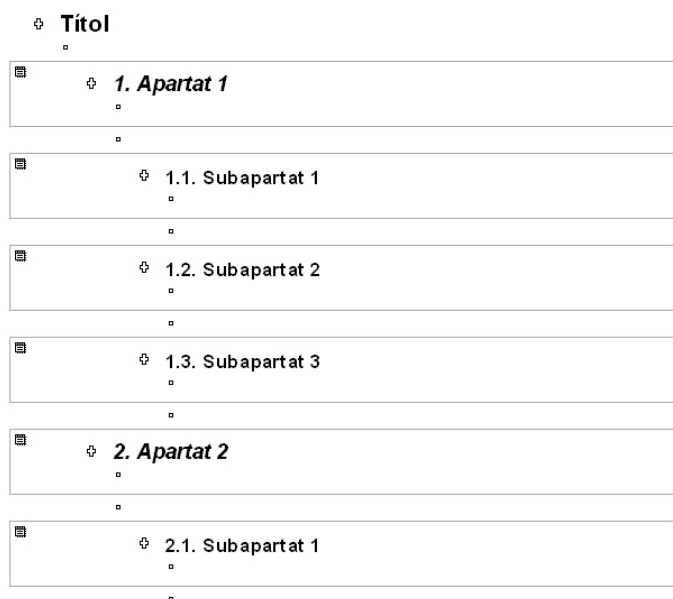 Títol
1. Apartat 1
1.1. Subapartat 1
1.2. Subapartat 2
1.3. Subapartat 3
2. Apartat 2
2.1. Subapartat 1